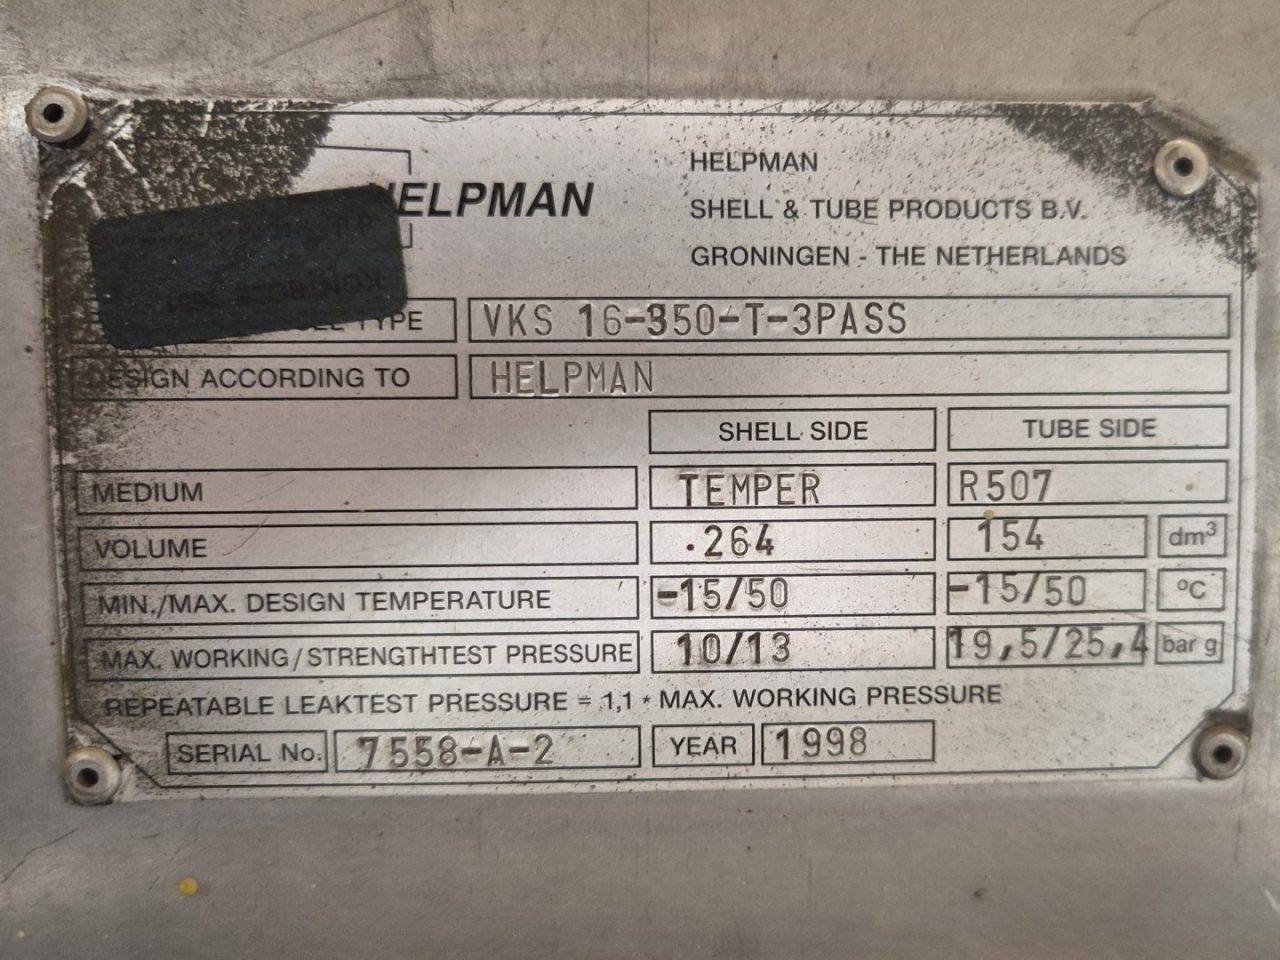 HELPMAN
HELPMAN
SHELL & TUBE PRODUCTS B.V.
GRONINGEN - THE NETHERLANDS
TYPE VKS 16-350-T-3PASS
DESIGN ACCORDING TO HELPMAN
SHELL SIDE TUBE SIDE
MEDIUM TEMPER R507
VOLUME .264 154 dm³
MIN./MAX. DESIGN TEMPERATURE -15/50 -15/50 °C
MAX. WORKING/STRENGTHTEST PRESSURE 10/13 19,5/25,4 bar g
REPEATABLE LEAKTEST PRESSURE = 1,1 * MAX. WORKING PRESSURE
SERIAL No. 7558-A-2 YEAR 1998